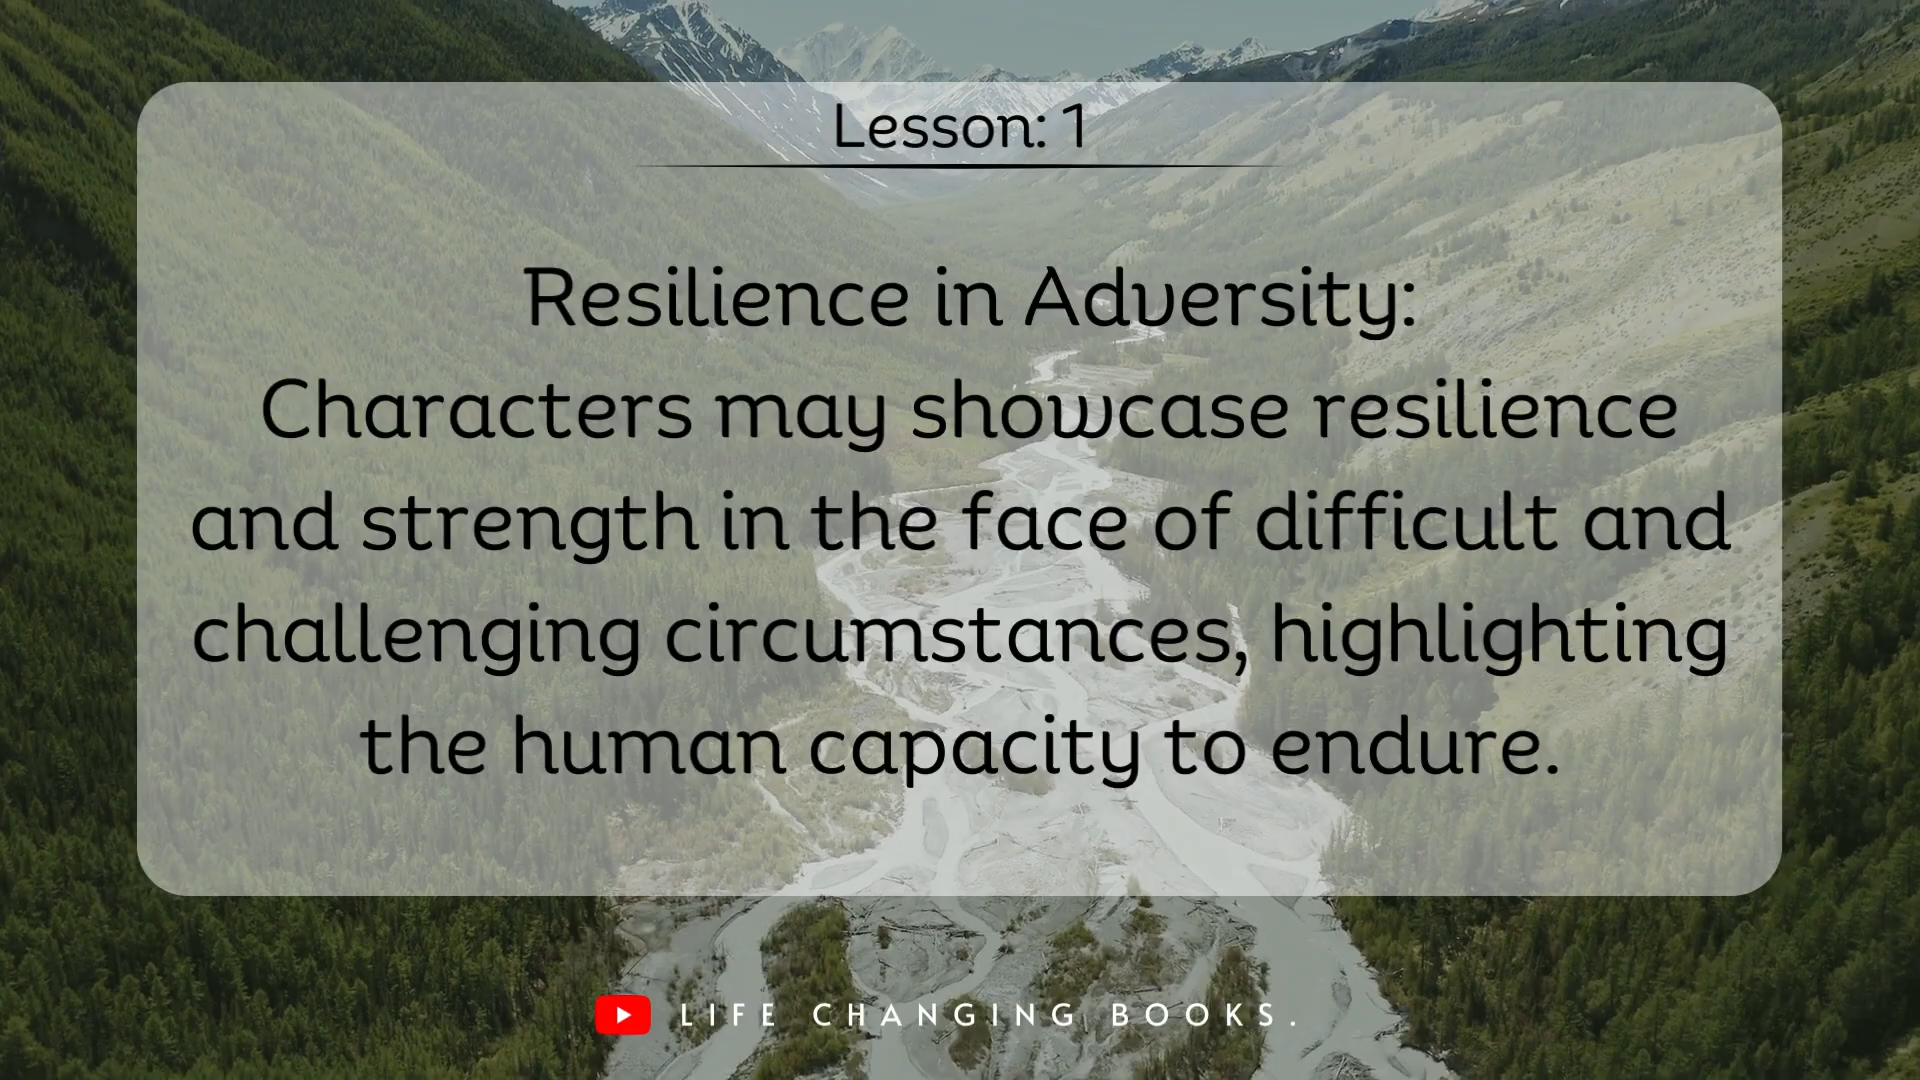 Lesson: 1
Resilience in Adversity:
Characters may showcase resilience
and strength in the face of difficult and
challenging circumstances, highlighting
the human capacity to endure.
LIFE CHANGING BOOKS.